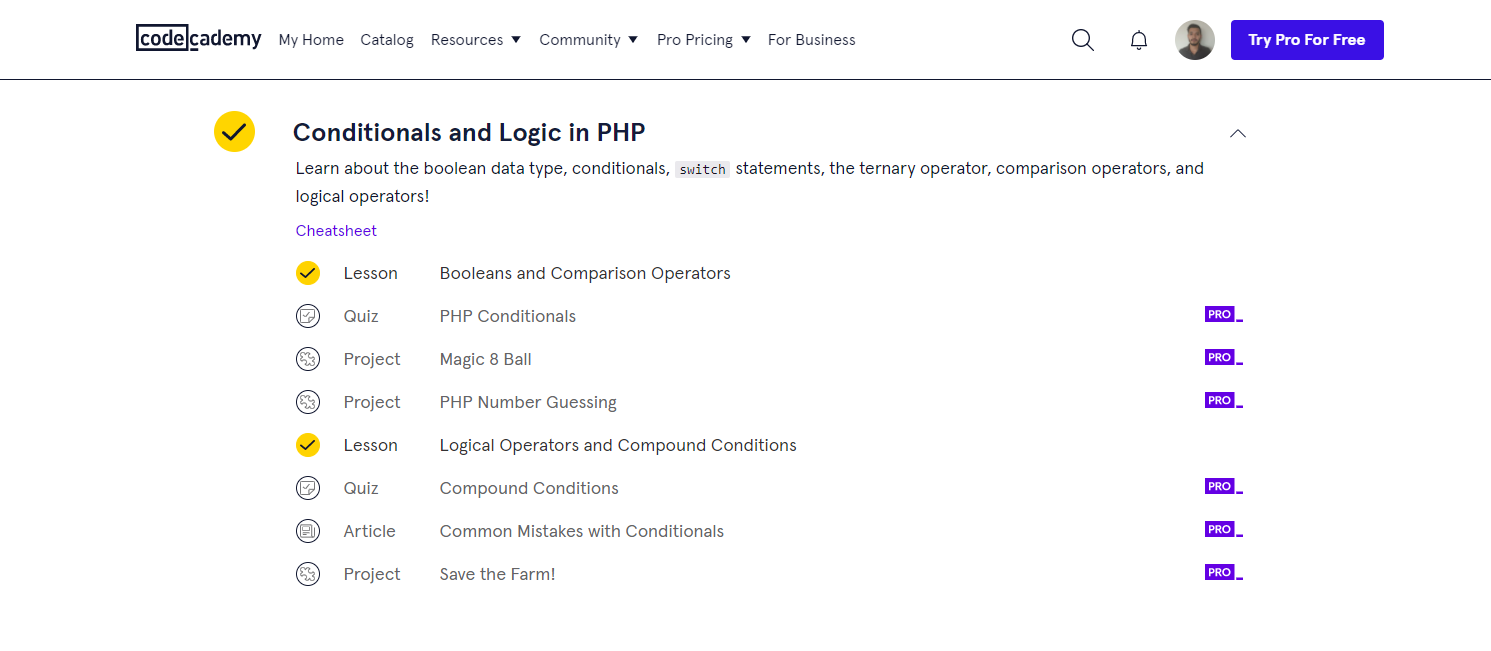 codecademy My Home Catalog Resources Community Pro Pricing For Business Try Pro For Free
Conditionals and Logic in PHP
Learn about the boolean data type, conditionals, switch statements, the ternary operator, comparison operators, and
logical operators!
Cheatsheet
Lesson Booleans and Comparison Operators
Quiz PHP Conditionals PRO
Project Magic 8 Ball PRO
Project PHP Number Guessing PRO
Lesson Logical Operators and Compound Conditions
Quiz Compound Conditions PRO
Article Common Mistakes with Conditionals PRO
Project Save the Farm! PRO